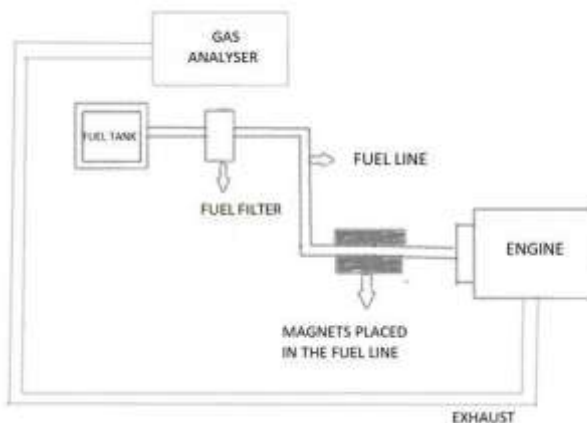 GAS
ANALYSER
FUEL TANK
FUEL LINE
FUEL FILTER
ENGINE
MAGNETS PLACED
IN THE FUEL LINE
EXHAUST